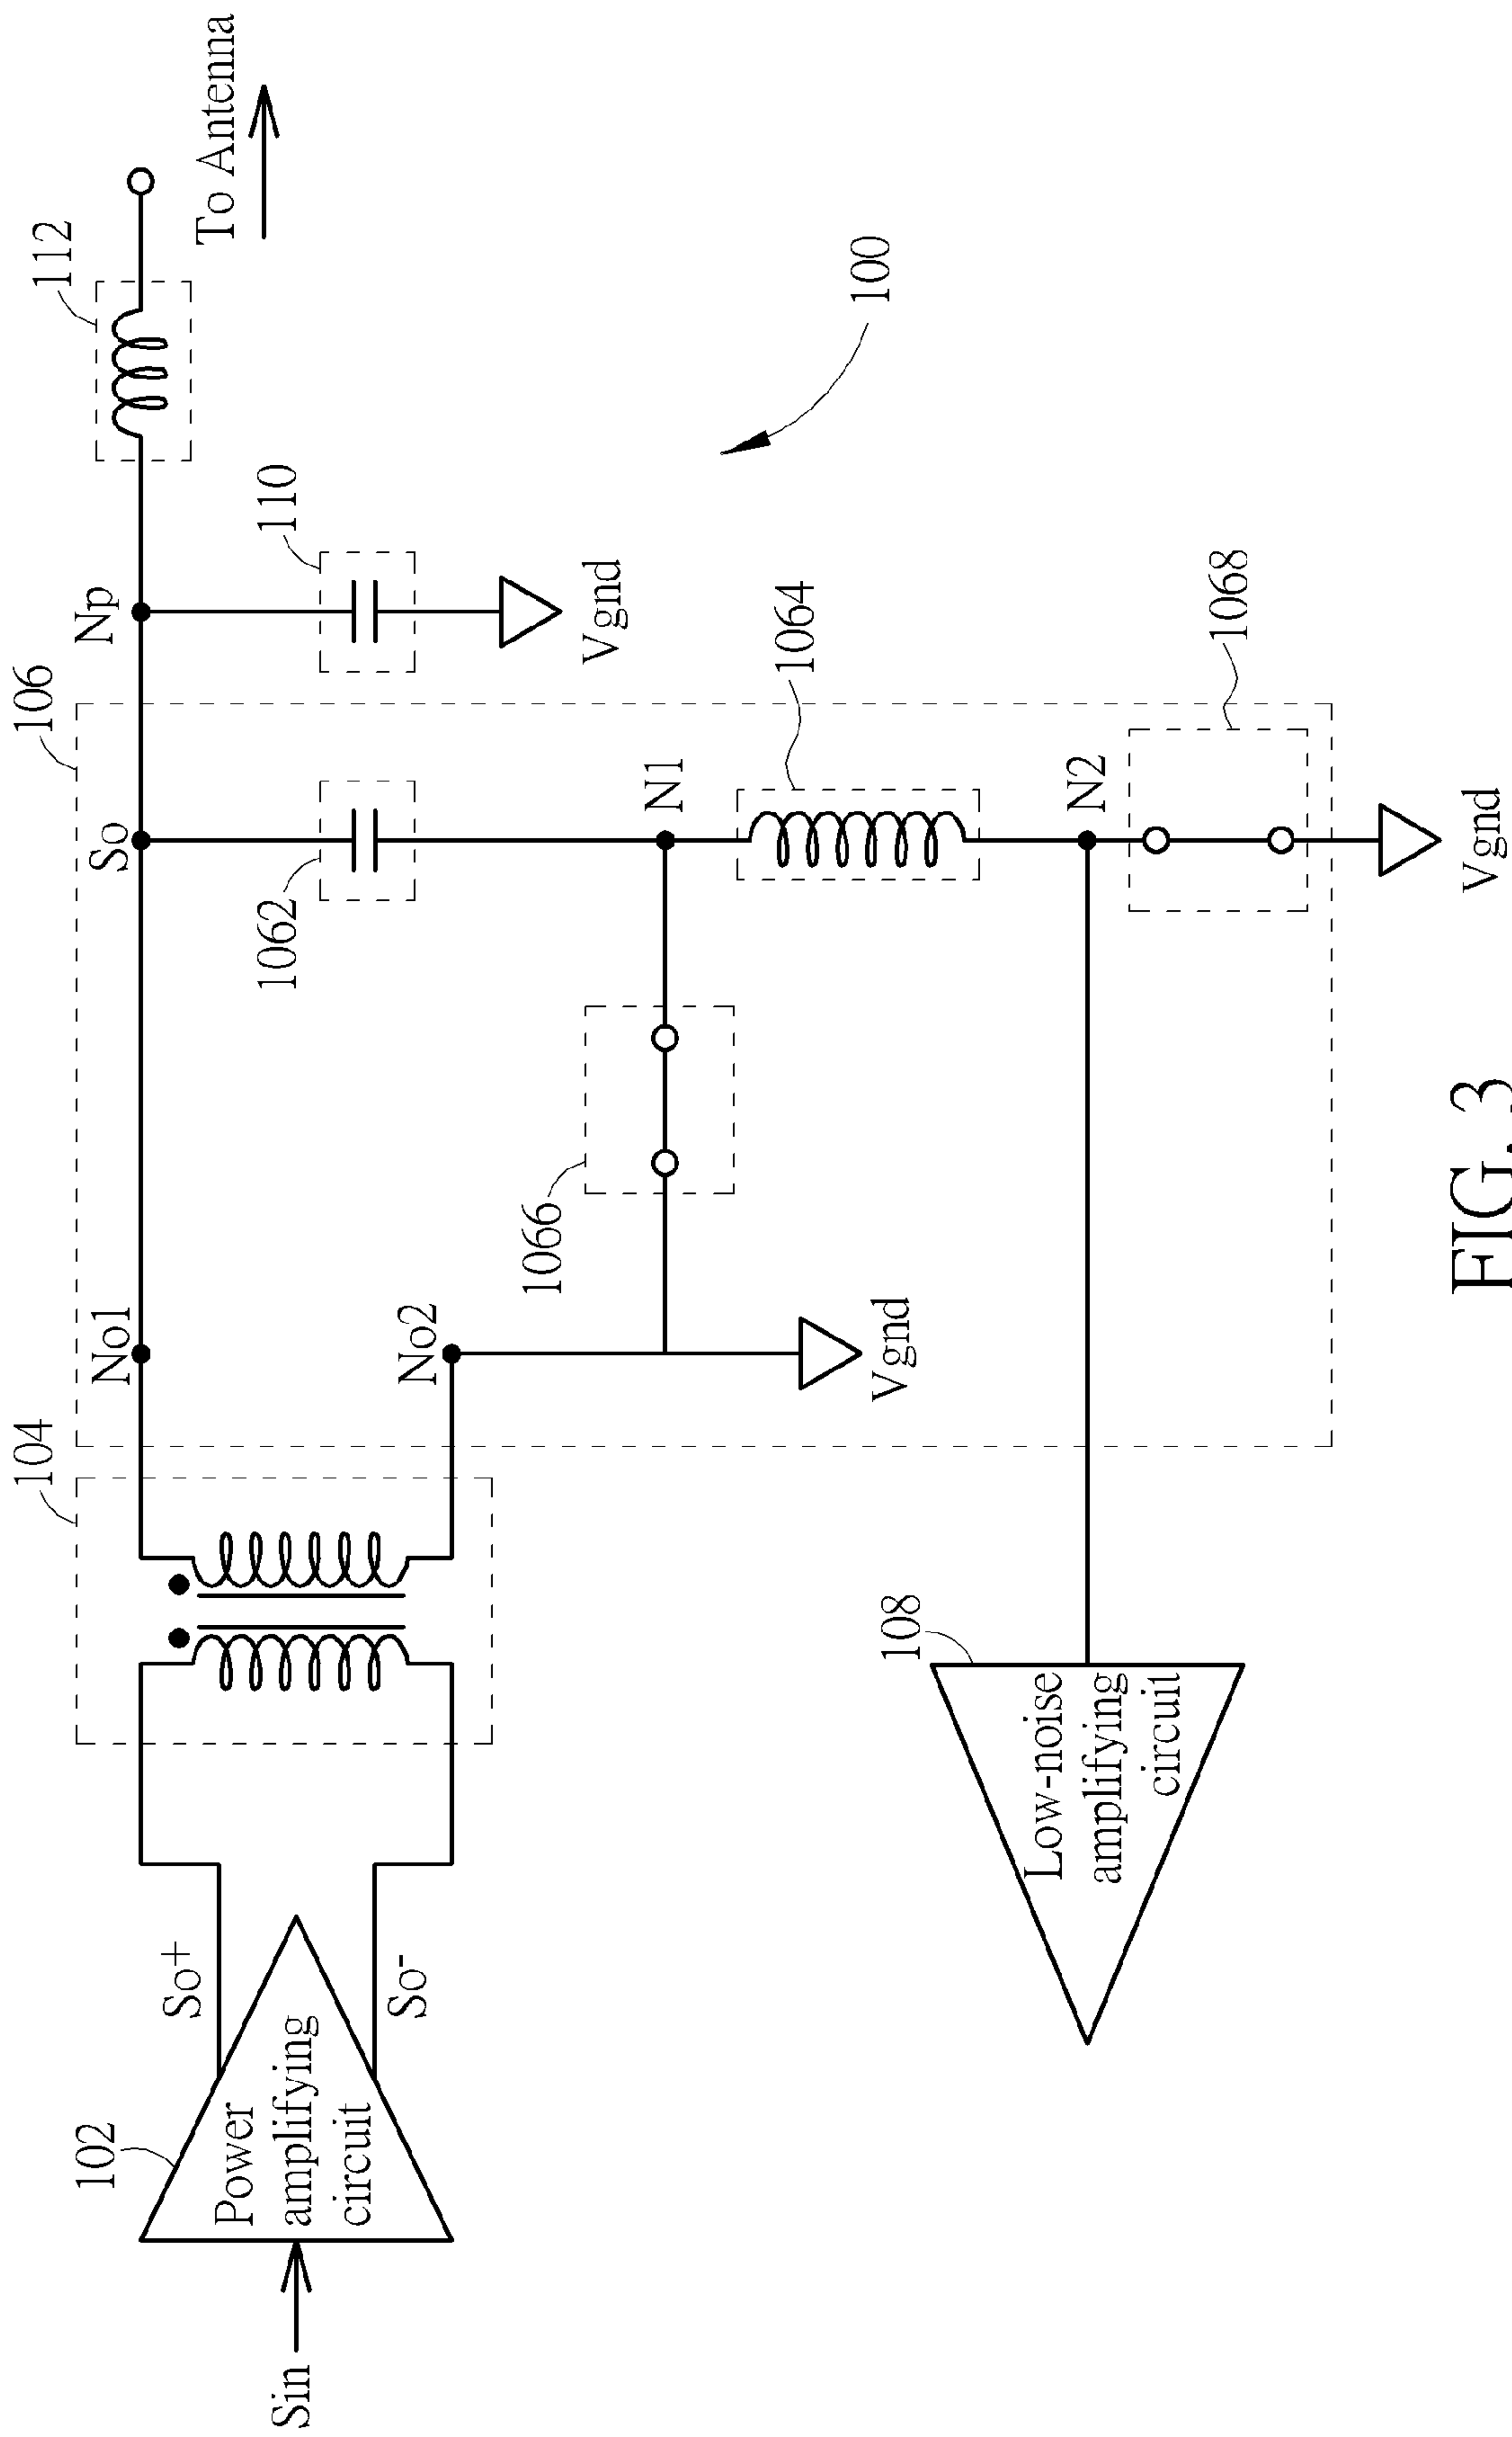 104
106
112
No1
So
Np
To Antenna
102
So+
1062
110
Sin
Power
amplifying
circuit
So-
No2
1066
N1
Vgnd
100
Vgnd
1064
108
Low-noise
amplifying
circuit
N2
1068
Vgnd
FIG. 3